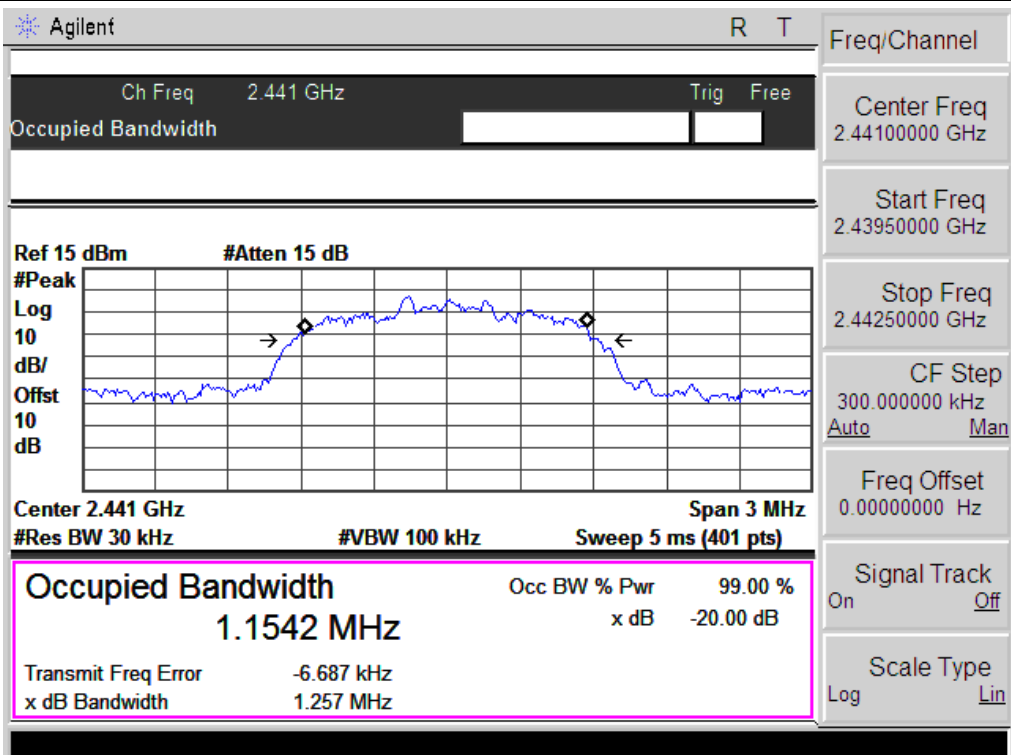 Agilent R T
Ch Freq 2.441 GHz Trig Free
Occupied Bandwidth
Ref 15 dBm #Atten 15 dB
#Peak
Log
10
dB/
Offst
10
dB
Center 2.441 GHz Span 3 MHz
#Res BW 30 kHz #VBW 100 kHz Sweep 5 ms (401 pts)
Occupied Bandwidth Occ BW % Pwr 99.00 %
1.1542 MHz x dB -20.00 dB
Transmit Freq Error -6.687 kHz
x dB Bandwidth 1.257 MHz
Freq/Channel
Center Freq
2.44100000 GHz
Start Freq
2.43950000 GHz
Stop Freq
2.44250000 GHz
CF Step
300.000000 kHz
Auto Man
Freq Offset
0.00000000 Hz
Signal Track
On Off
Scale Type
Log Lin